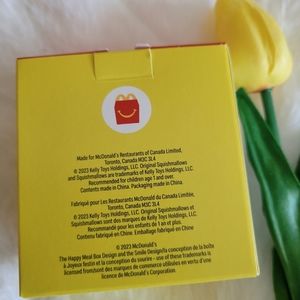 Made for McDonald's Restaurants of Canada Limited,
Toronto, Canada M3C 3L4
© 2023 Kelly Toys Holdings, LLC. Original Squishmallows
and Squishmallows are trademarks of Kelly Toys Holdings, LLC.
Recommended for children age 1 and over.
Contents made in China. Packaging made in China.
Fabriqué pour Les Restaurants McDonald du Canada Limitée,
Toronto, Canada M3C 3L4
© 2023 Kelly Toys Holdings, LLC. Original Squishmallows et
Squishmallows sont des marques de Kelly Toys Holdings, LLC.
Recommandé pour les enfants de 1 an et plus.
Contenu fabriqué en Chine. Emballage fabriqué en Chine
© 2023 McDonald's
The Happy Meal Box Design and the Smile Design/la conception de la boîte
à Joyeux festin et la conception du sourire - use of these trademarks is
licensed from/sont des marques de commerce utilisées en vertu d'une
licence de McDonald's Corporation.